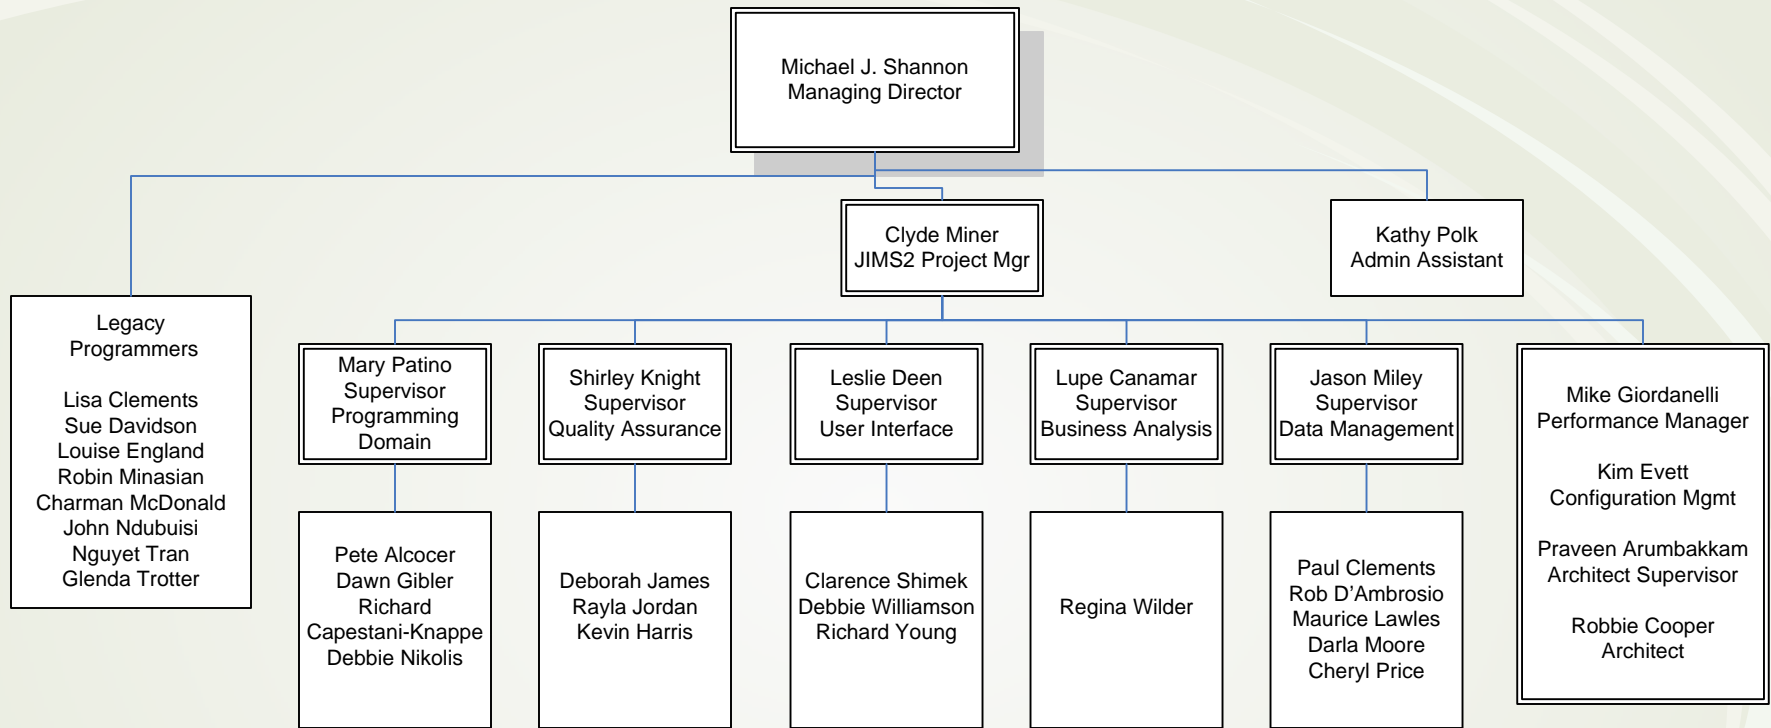 Michael J. Shannon
Managing Director
Clyde Miner
JIMS2 Project Mgr
Kathy Polk
Admin Assistant
Legacy
Programmers
Lisa Clements
Sue Davidson
Louise England
Robin Minasian
Charman McDonald
John Ndubuisi
Nguyet Tran
Glenda Trotter
Mary Patino
Supervisor
Programming
Domain
Shirley Knight
Supervisor
Quality Assurance
Leslie Deen
Supervisor
User Interface
Lupe Canamar
Supervisor
Business Analysis
Jason Miley
Supervisor
Data Management
Mike Giordanelli
Performance Manager
Kim Evett
Configuration Mgmt
Praveen Arumbakkam
Architect Supervisor
Robbie Cooper
Architect
Pete Alcocer
Dawn Gibler
Richard
Capestani-Knappe
Debbie Nikolis
Deborah James
Rayla Jordan
Kevin Harris
Clarence Shimek
Debbie Williamson
Richard Young
Regina Wilder
Paul Clements
Rob D’Ambrosio
Maurice Lawles
Darla Moore
Cheryl Price